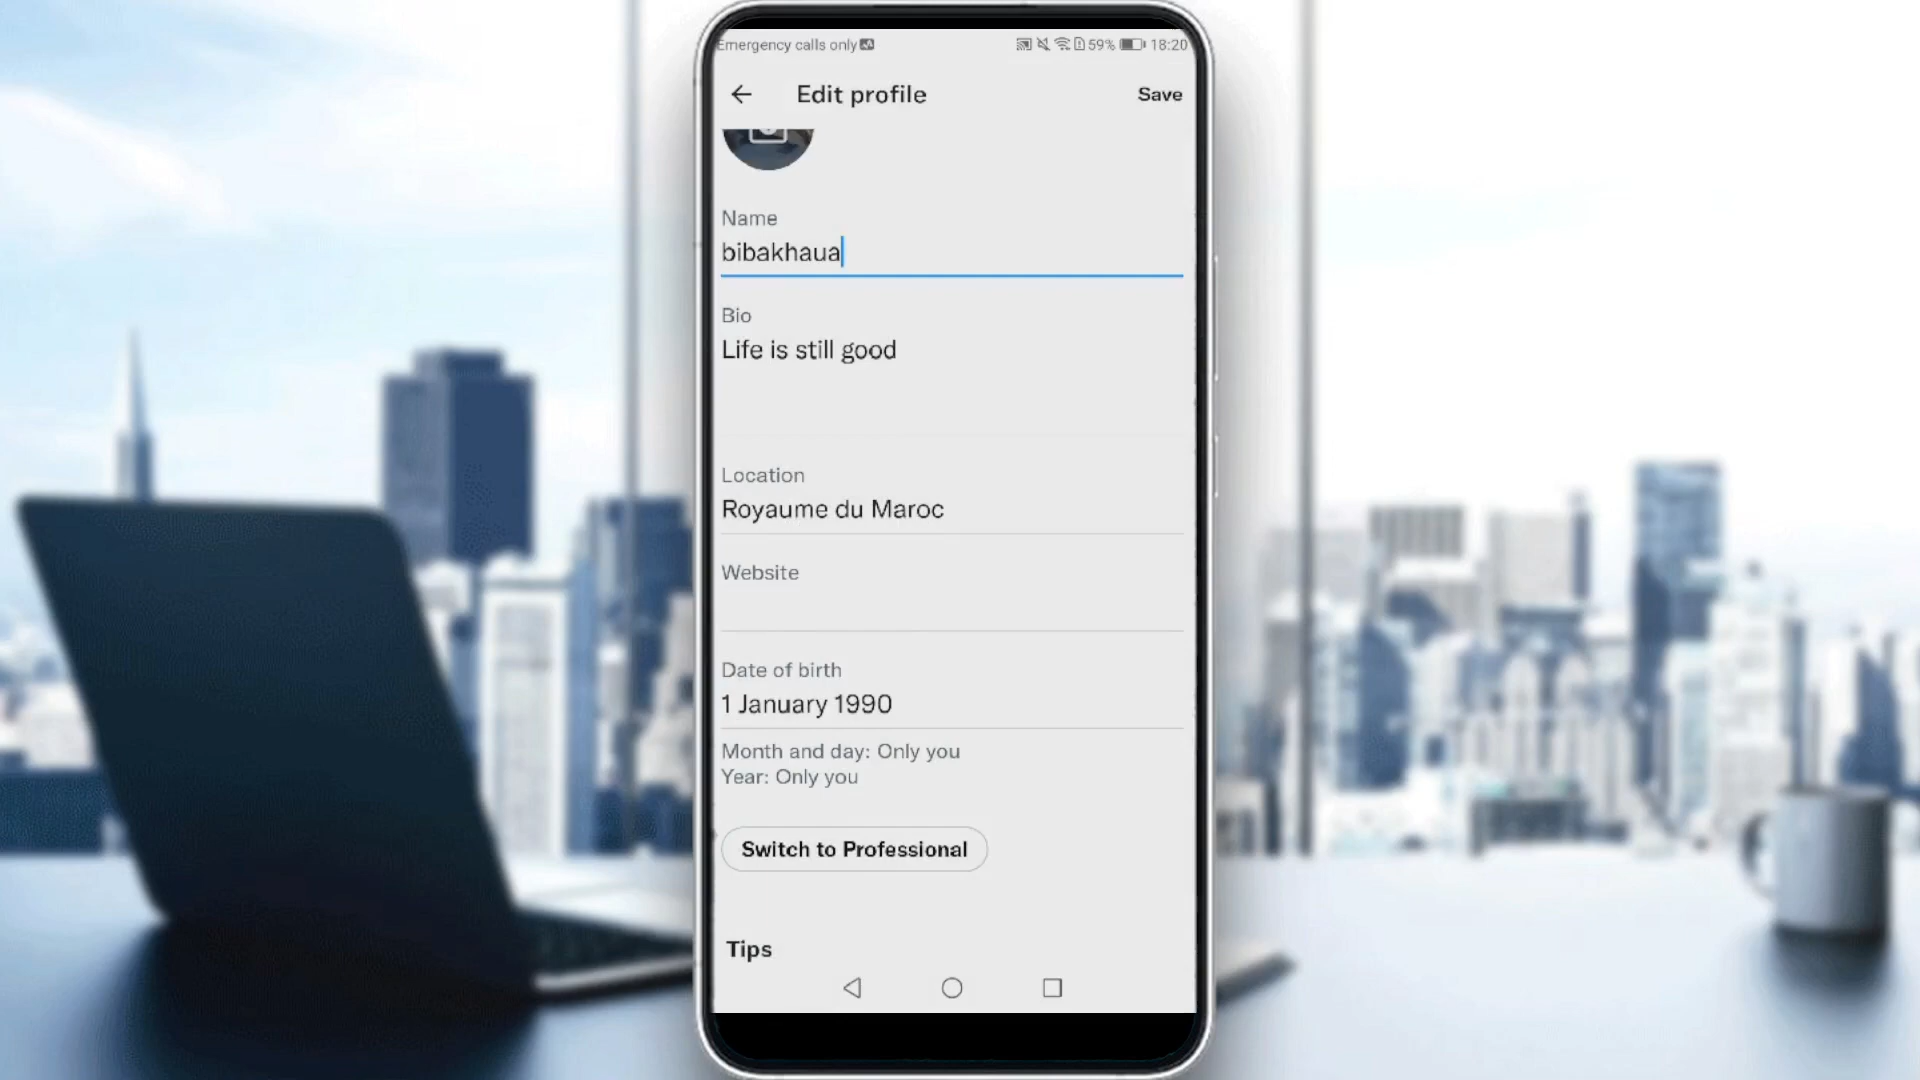 Emergency calls only 59% 18:20
Edit profile Save
Name
bibakhaua
Bio
Life is still good
Location
Royaume du Maroc
Website
Date of birth
1 January 1990
Month and day: Only you
Year: Only you
Switch to Professional
Tips